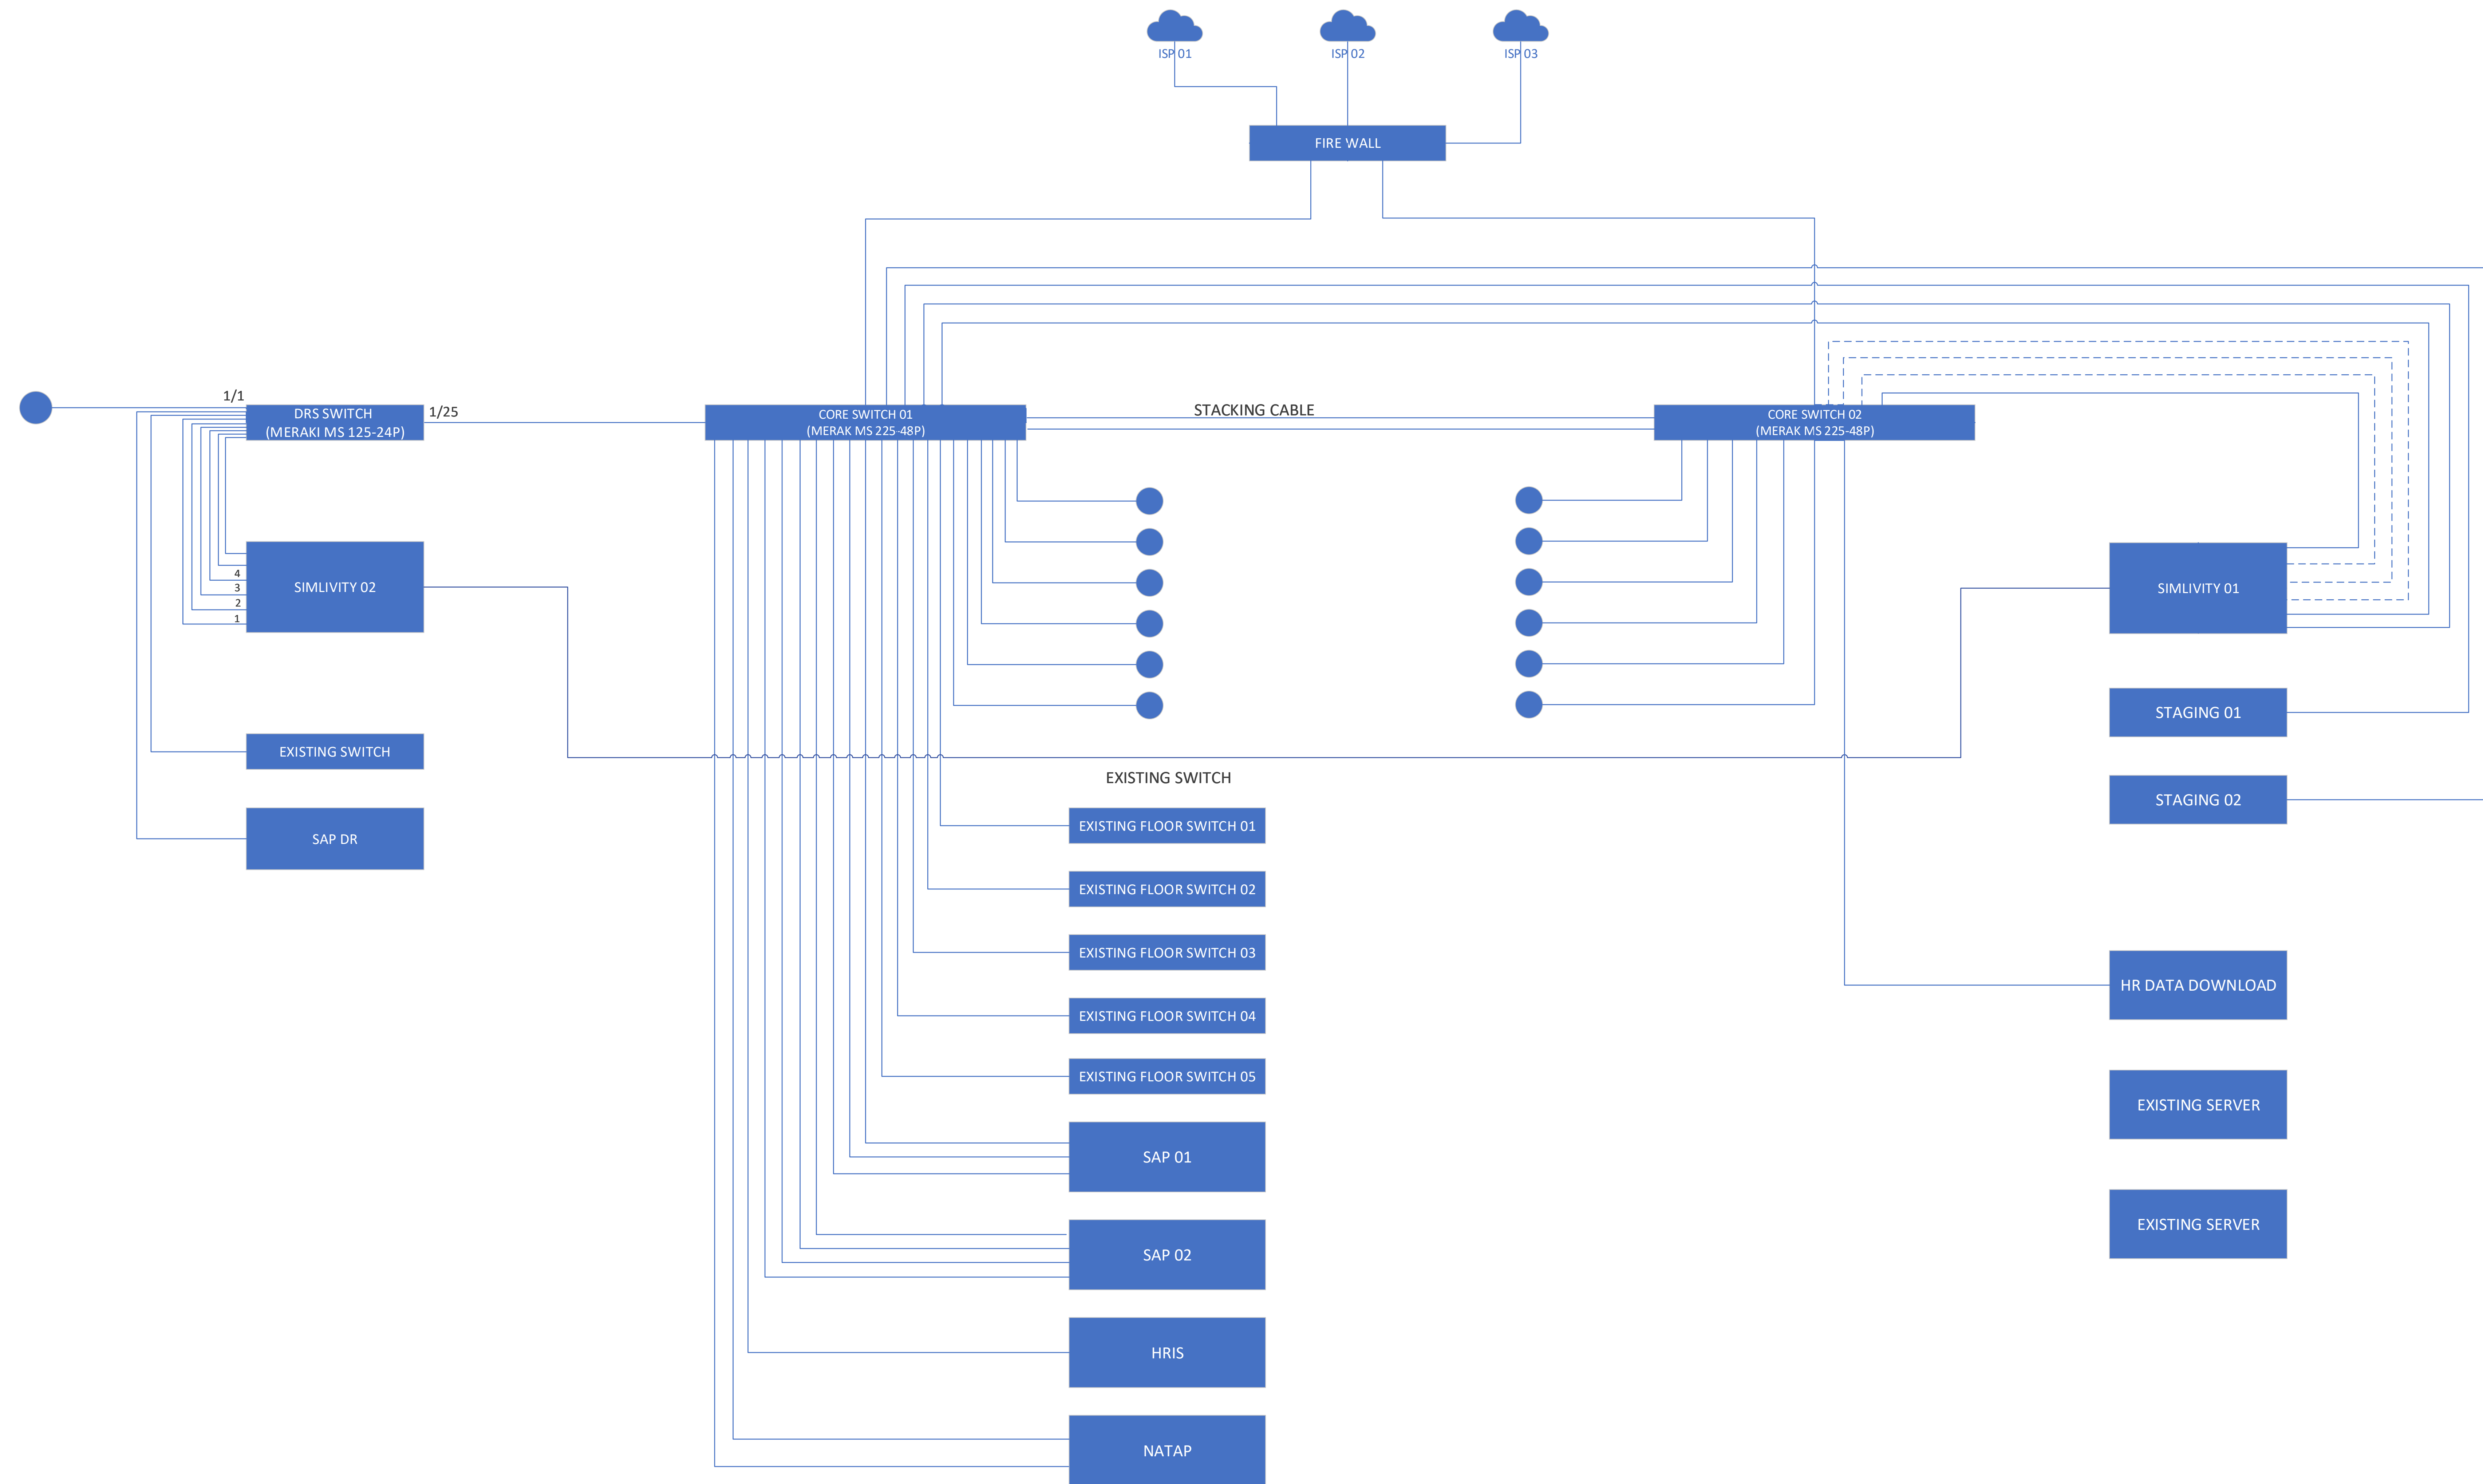 ISP 01
ISP 02
ISP 03
FIRE WALL
1/1
DRS SWITCH
(MERAKI MS 125-24P)
1/25
CORE SWITCH 01
(MERAK MS 225-48P)
STACKING CABLE
CORE SWITCH 02
(MERAK MS 225-48P)
4
3
2
1
SIMLIVITY 02
SIMLIVITY 01
STAGING 01
EXISTING SWITCH
EXISTING SWITCH
STAGING 02
SAP DR
EXISTING FLOOR SWITCH 01
EXISTING FLOOR SWITCH 02
EXISTING FLOOR SWITCH 03
HR DATA DOWNLOAD
EXISTING FLOOR SWITCH 04
EXISTING FLOOR SWITCH 05
EXISTING SERVER
SAP 01
EXISTING SERVER
SAP 02
HRIS
NATAP